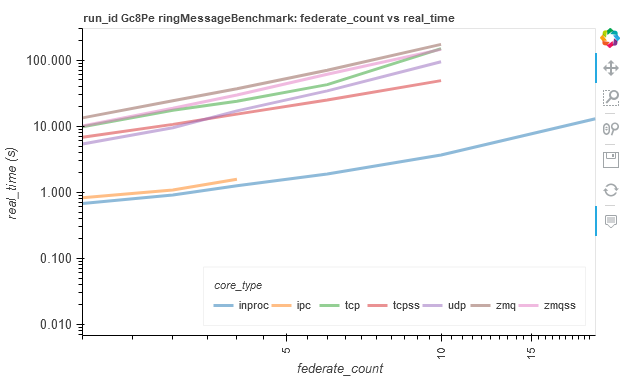 run_id Gc8Pe ringMessageBenchmark: federate_count vs real_time
100.000
10.000
1.000
0.100
0.010
real_time (s)
core_type
inproc ipc tcp tcpss udp zmq zmqss
5 10 15
federate_count